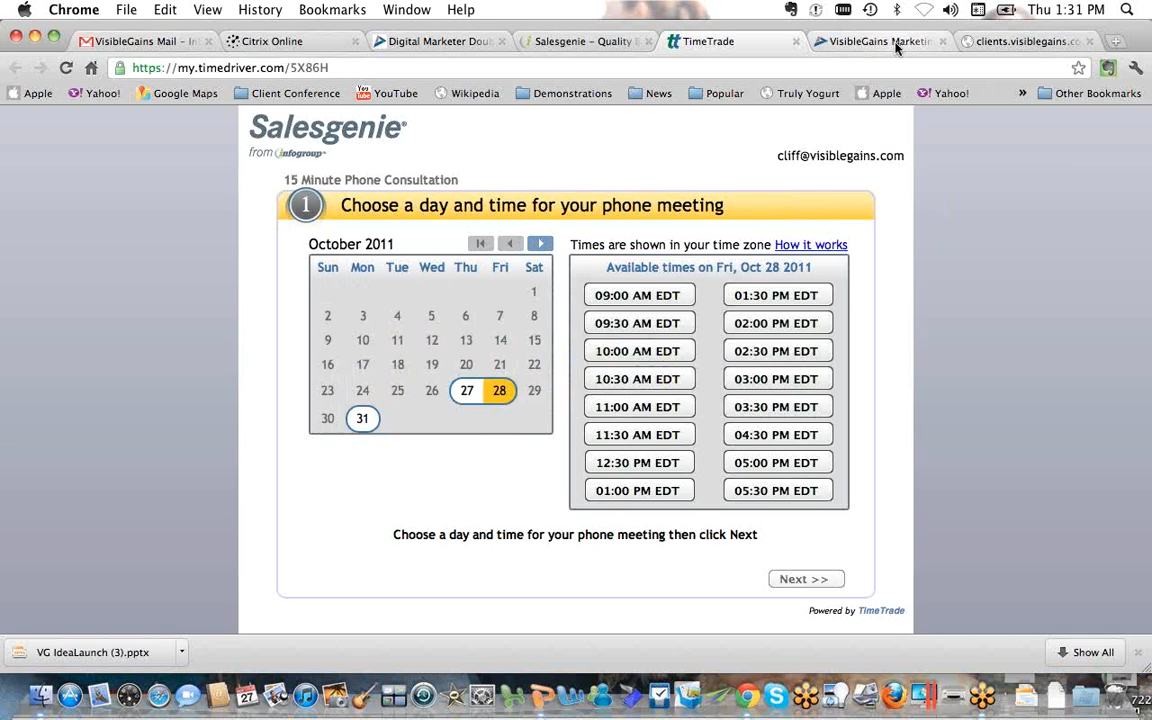 Chrome File Edit View History Bookmarks Window Help Thu 1:31 PM
VisibleGains Mail - In Citrix Online Digital Marketer Dou Salesgenie - Quality TimeTrade VisibleGains Marketin clients.visiblegains.co
https://my.timedriver.com/5X86H
Apple Yahoo! Google Maps Client Conference YouTube Wikipedia Demonstrations News Popular Truly Yogurt Apple Yahoo! » Other Bookmarks
Salesgenie®
from infogroup
cliff@visiblegains.com
15 Minute Phone Consultation
1 Choose a day and time for your phone meeting
October 2011
Times are shown in your time zone How it works
Sun Mon Tue Wed Thu Fri Sat
1
2 3 4 5 6 7 8
9 10 11 12 13 14 15
16 17 18 19 20 21 22
23 24 25 26 27 28 29
30 31
Available times on Fri, Oct 28 2011
09:00 AM EDT 01:30 PM EDT
09:30 AM EDT 02:00 PM EDT
10:00 AM EDT 02:30 PM EDT
10:30 AM EDT 03:00 PM EDT
11:00 AM EDT 03:30 PM EDT
11:30 AM EDT 04:30 PM EDT
12:30 PM EDT 05:00 PM EDT
01:00 PM EDT 05:30 PM EDT
Choose a day and time for your phone meeting then click Next
Next >>
Powered by TimeTrade
VG IdeaLaunch (3).pptx Show All